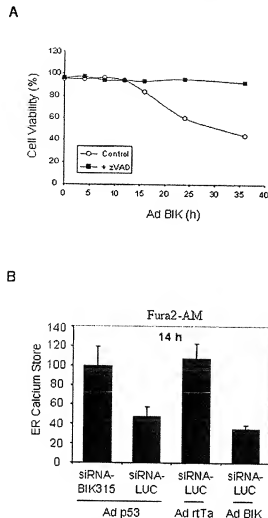 A
Cell Viability (%)
120
100
80
60
40
20
0
Control
+ zVAD
0 5 10 15 20 25 30 35 40
Ad BIK (h)
B
Fura2-AM
14 h
ER Calcium Store
140
120
100
80
60
40
20
0
siRNA- siRNA- siRNA- siRNA-
BIK315 LUC LUC LUC
Ad p53 Ad rtTa Ad BIK